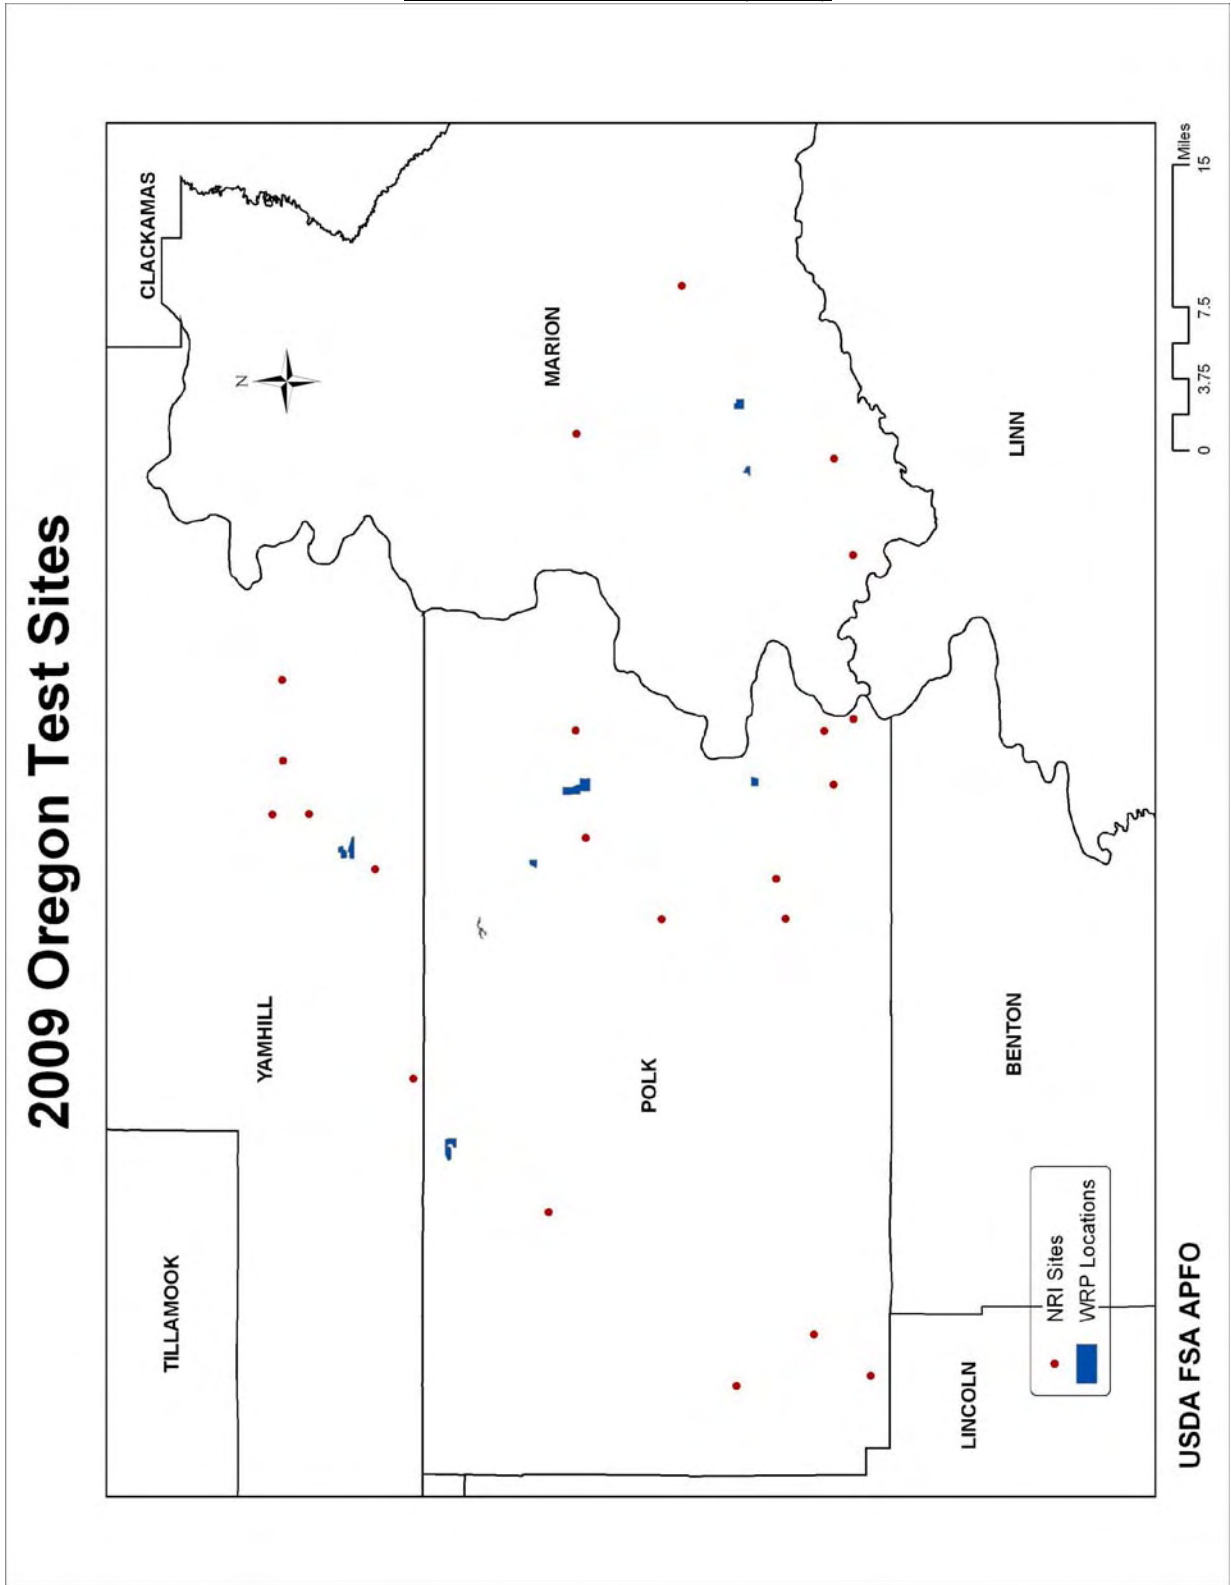 2009 Oregon Test Sites
CLACKAMAS
TILLAMOOK
N
YAMHILL
MARION
POLK
LINN
LINCOLN
BENTON
NRI Sites
WRP Locations
USDA FSA APFO
0 3.75 7.5 15
Miles